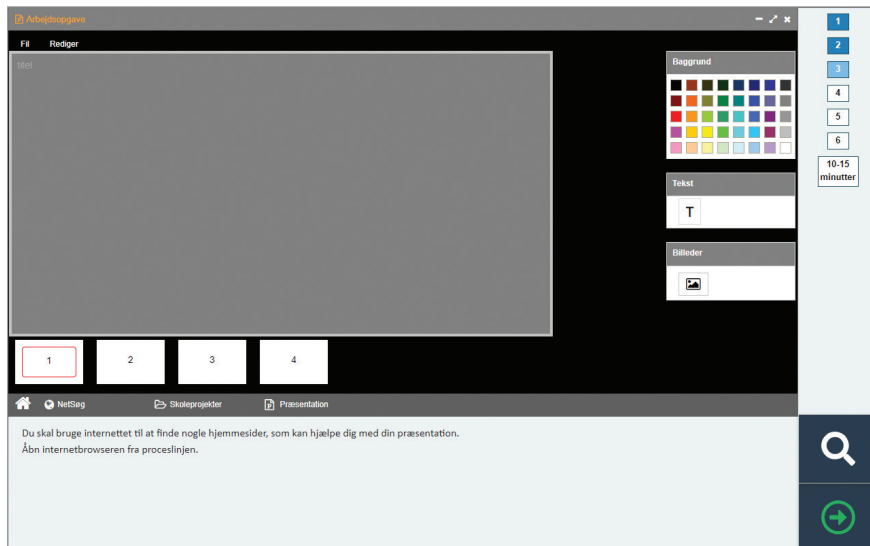 Arbejdsopgave
Fil Rediger
titel
Baggrund
Tekst
T
Billeder
1 2 3 4
NetSøg Skoleprojekter Præsentation
Du skal bruge internettet til at finde nogle hjemmesider, som kan hjælpe dig med din præsentation.
Åbn internetbrowseren fra proceslinjen.
1
2
3
4
5
6
10-15
minutter